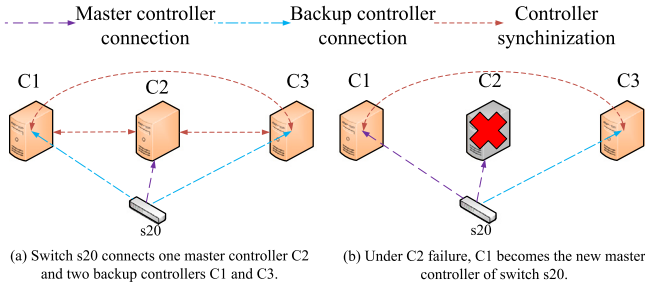 Master controller connection
Backup controller connection
Controller synchinization
C1
C2
C3
C1
C2
C3
s20
s20
(a) Switch s20 connects one master controller C2
and two backup controllers C1 and C3.
(b) Under C2 failure, C1 becomes the new master
controller of switch s20.